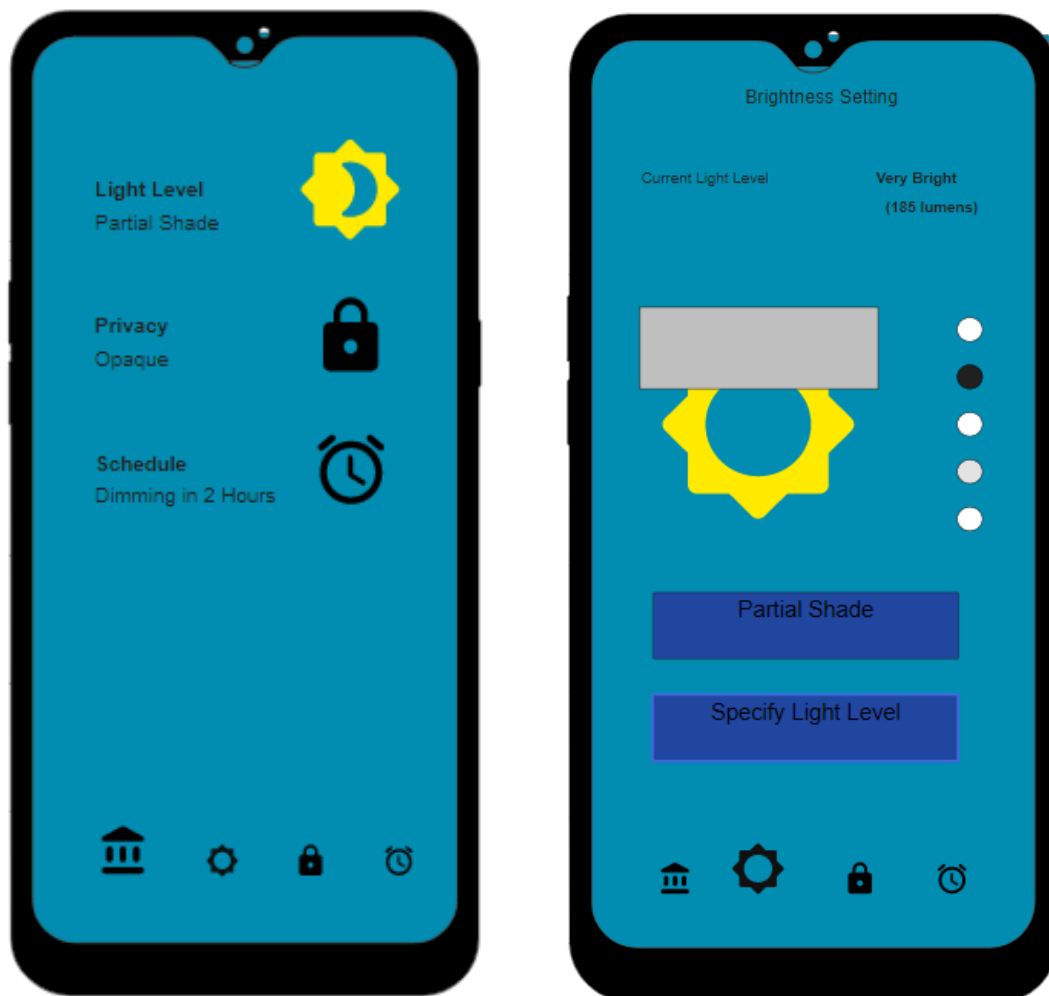 Light Level
Partial Shade
Privacy
Opaque
Schedule
Dimming in 2 Hours
Brightness Setting
Current Light Level
Very Bright
(185 lumens)
Partial Shade
Specify Light Level